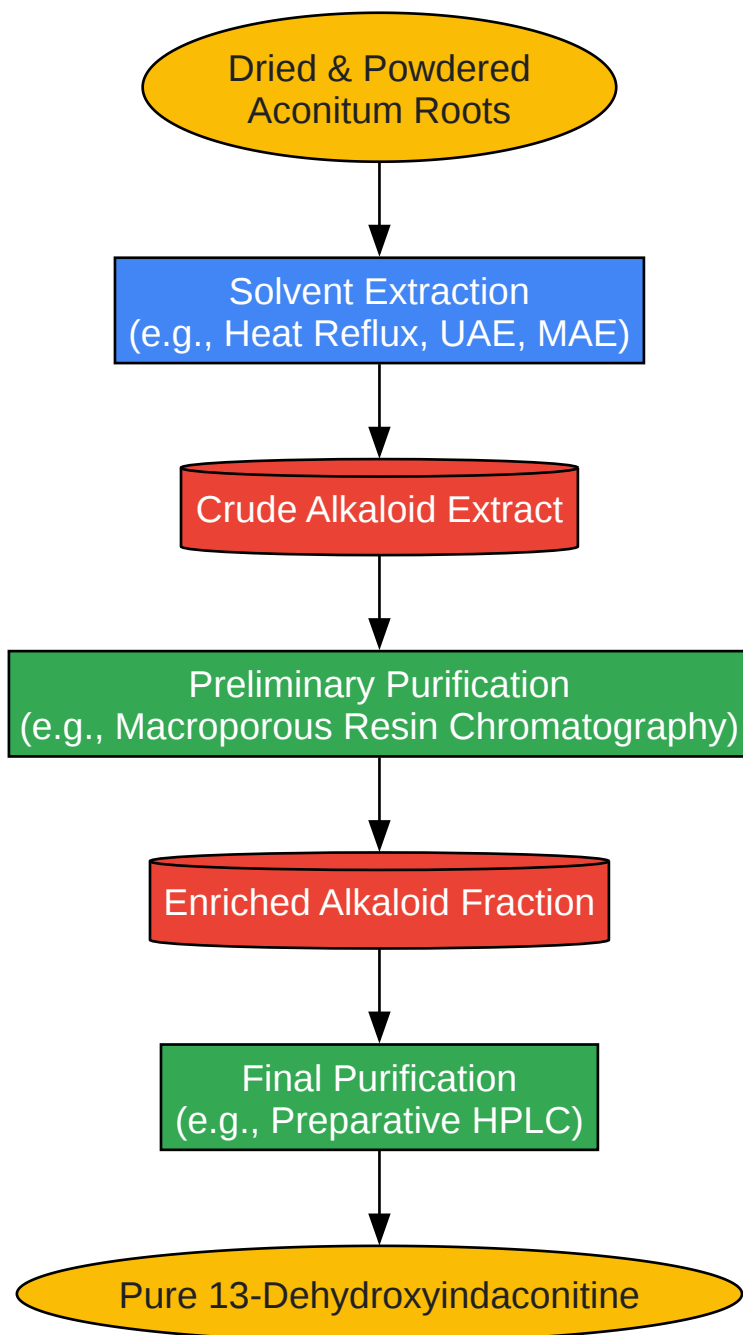 Dried & Powdered
Aconitum Roots
Solvent Extraction
(e.g., Heat Reflux, UAE, MAE)
Crude Alkaloid Extract
Preliminary Purification
(e.g., Macroporous Resin Chromatography)
Enriched Alkaloid Fraction
Final Purification
(e.g., Preparative HPLC)
Pure 13-Dehydroxyindaconitine